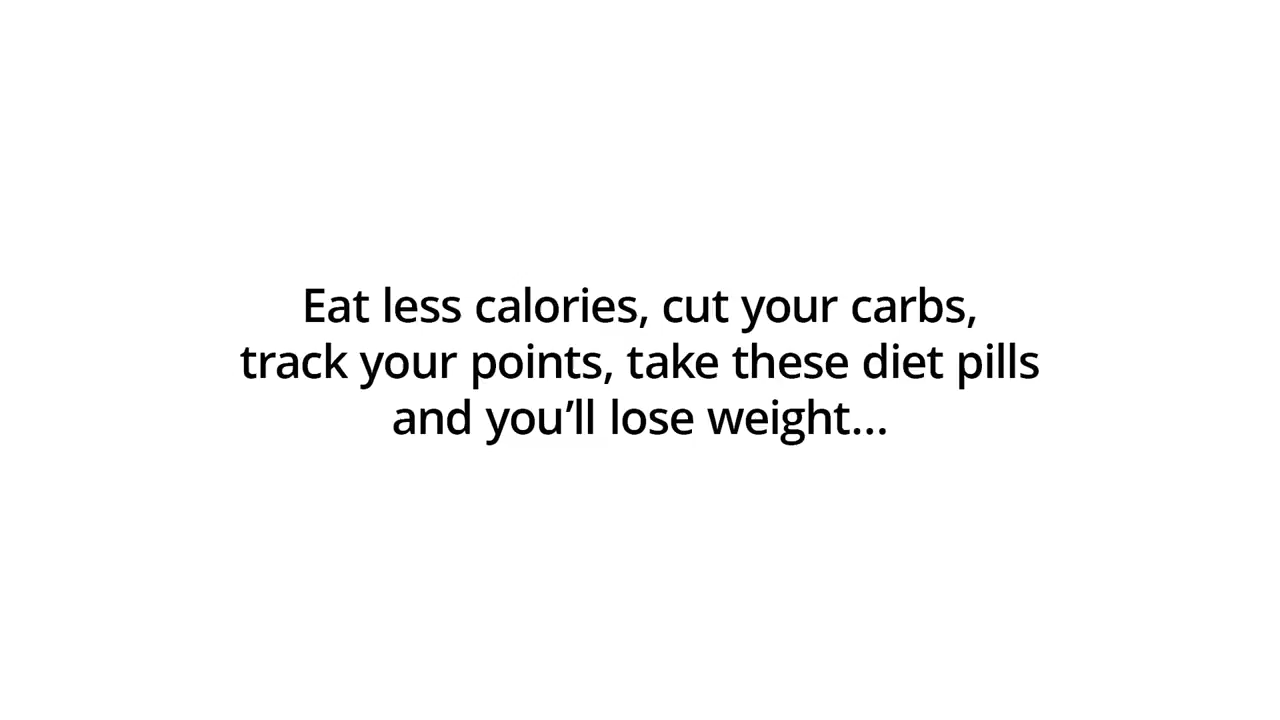 Eat less calories, cut your carbs,
track your points, take these diet pills
and you’ll lose weight...